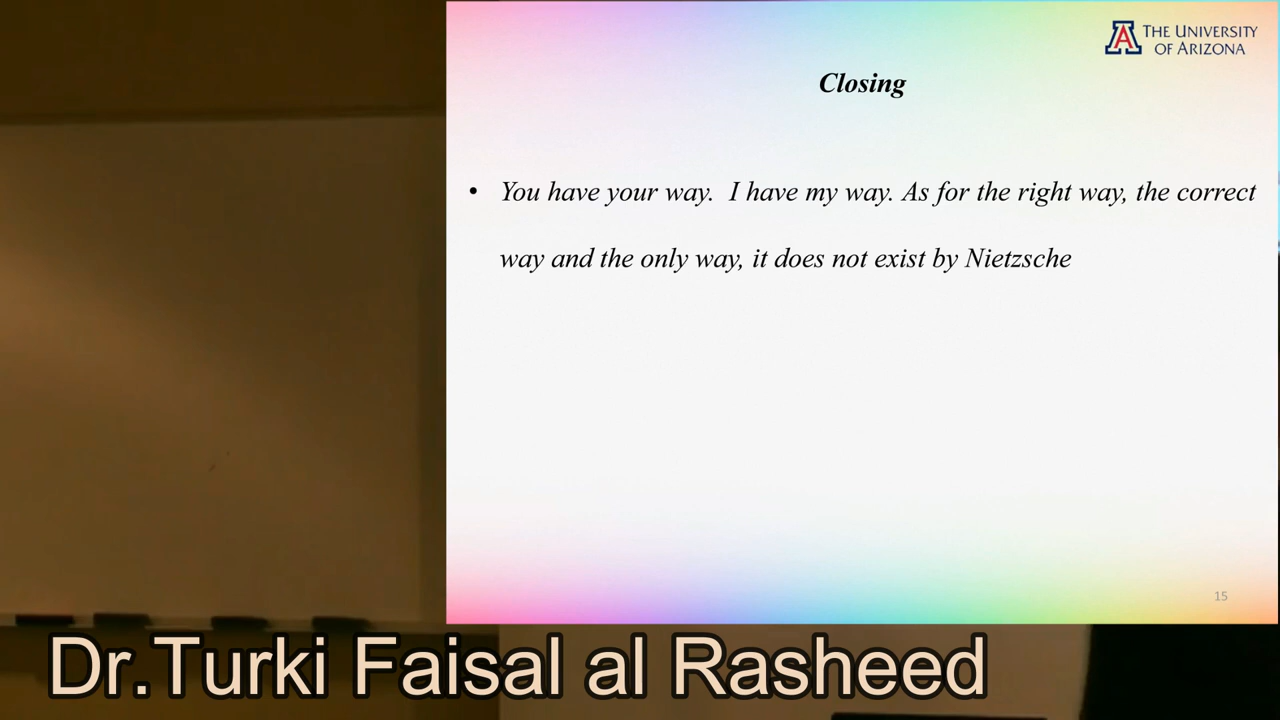 THE UNIVERSITY
OF ARIZONA
Closing
• You have your way.  I have my way. As for the right way, the correct
way and the only way, it does not exist by Nietzsche
15
Dr.Turki Faisal al Rasheed